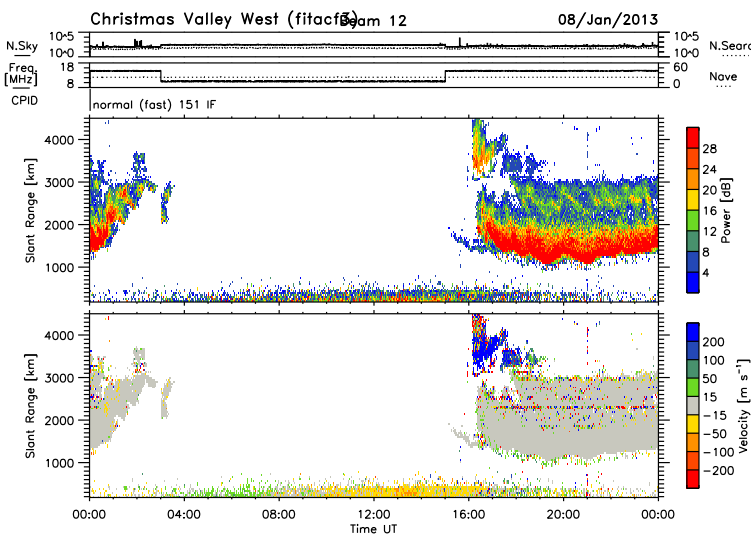 Christmas Valley West (fitacf3) Beam 12 08/Jan/2013
N.Sky 10^5 10^0 10^5 10^0 N.Searc
Freq. [MHz] 18 8 60 0 Nave
CPID normal (fast) 151 IF
Slant Range [km] 4000 3000 2000 1000
Power [dB] 28 24 20 16 12 8 4
Slant Range [km] 4000 3000 2000 1000
Velocity [m s^-1] 200 100 50 15 -15 -50 -100 -200
00:00 04:00 08:00 12:00 16:00 20:00 00:00
Time UT